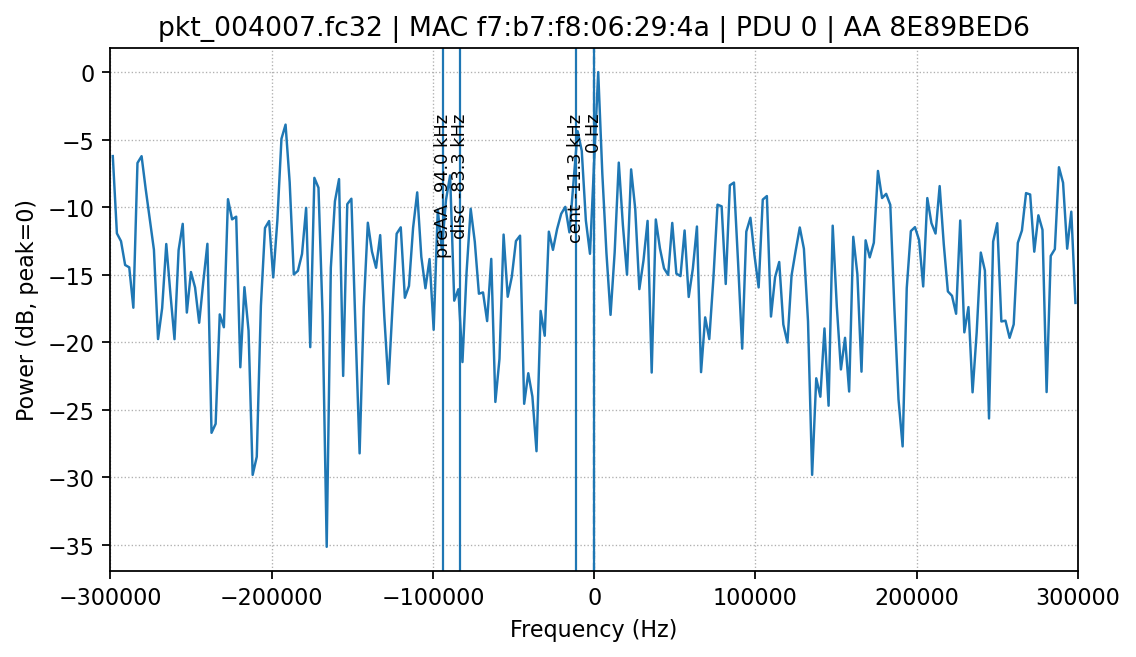 pkt_004007.fc32 | MAC f7:b7:f8:06:29:4a | PDU 0 | AA 8E89BED6
Power (dB, peak=0)
0
−5
−10
−15
−20
−25
−30
−35
preAA -94.0 kHz
disc -83.3 kHz
cent -11.3 kHz
0 Hz
−300000
−200000
−100000
0
100000
200000
300000
Frequency (Hz)